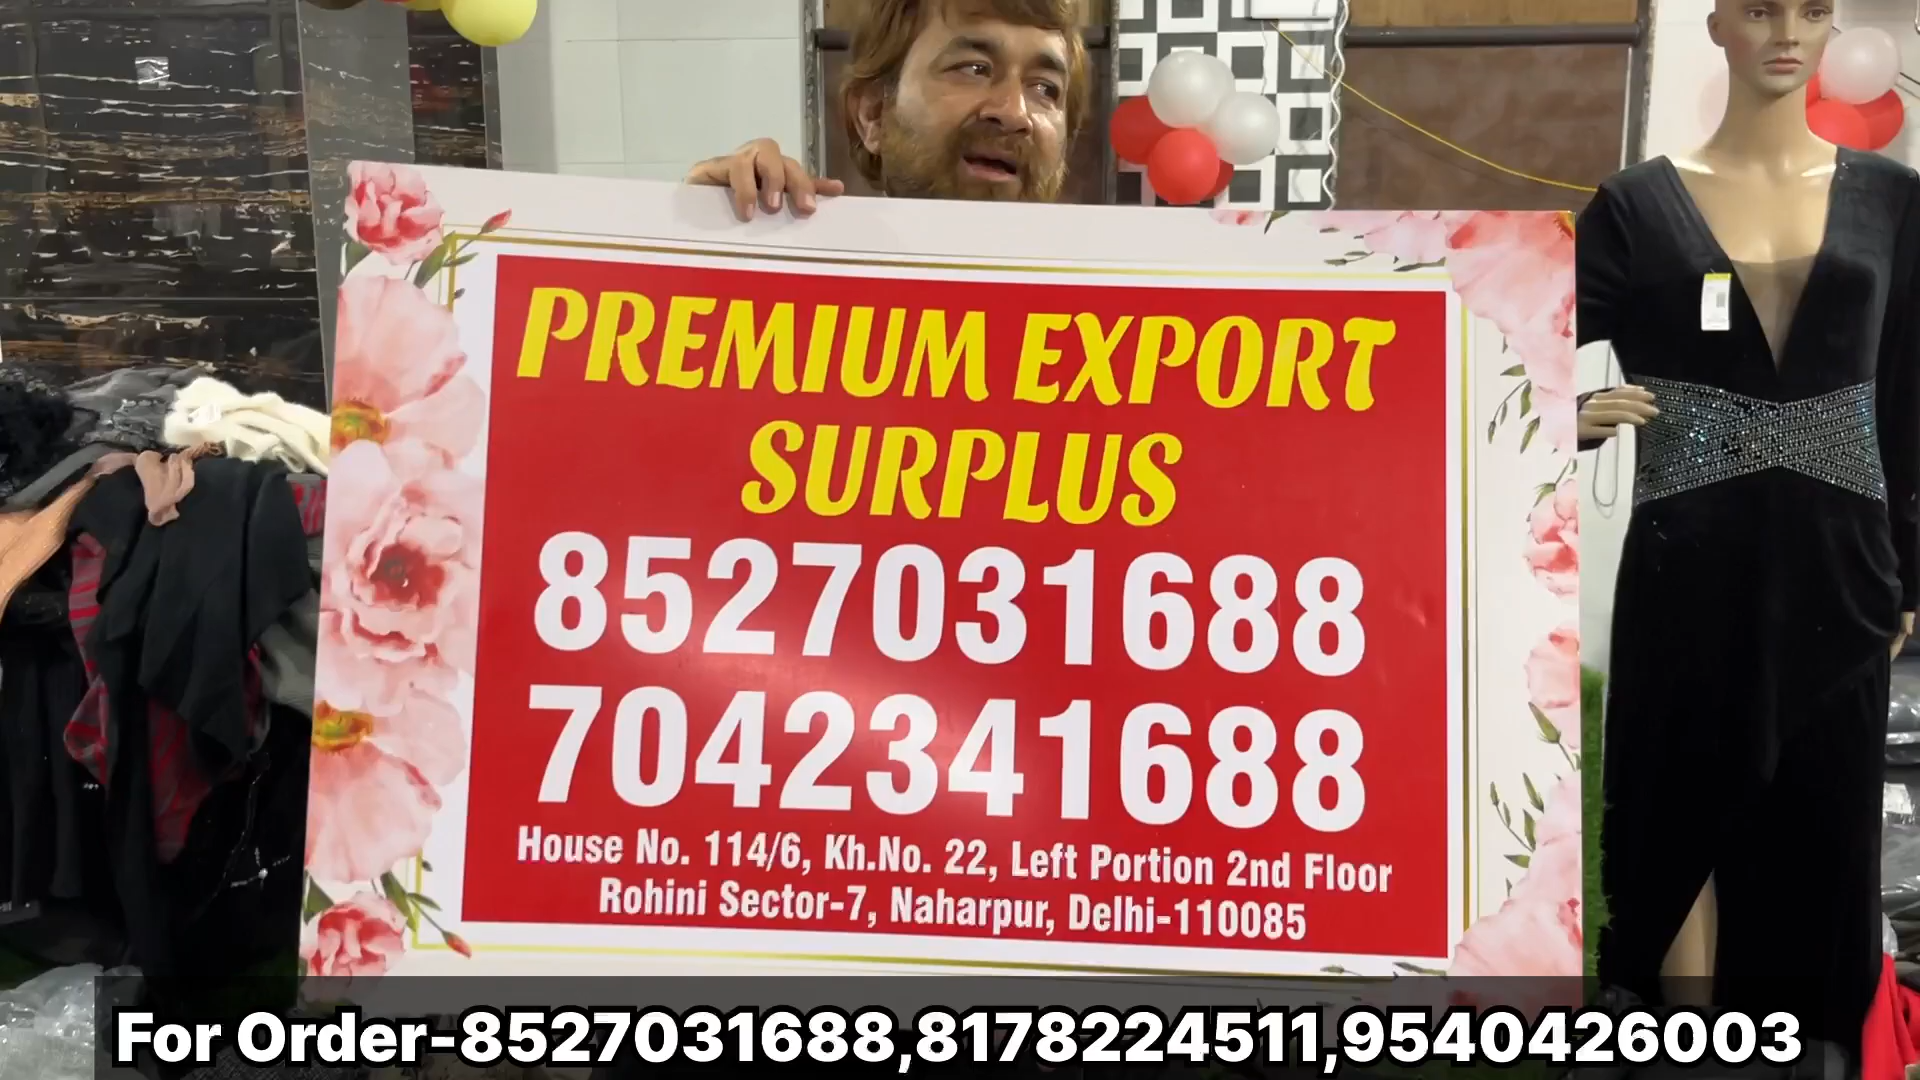 PREMIUM EXPORT
SURPLUS
8527031688
7042341688
House No. 114/6, Kh.No. 22, Left Portion 2nd Floor
Rohini Sector-7, Naharpur, Delhi-110085
For Order-8527031688,8178224511,9540426003